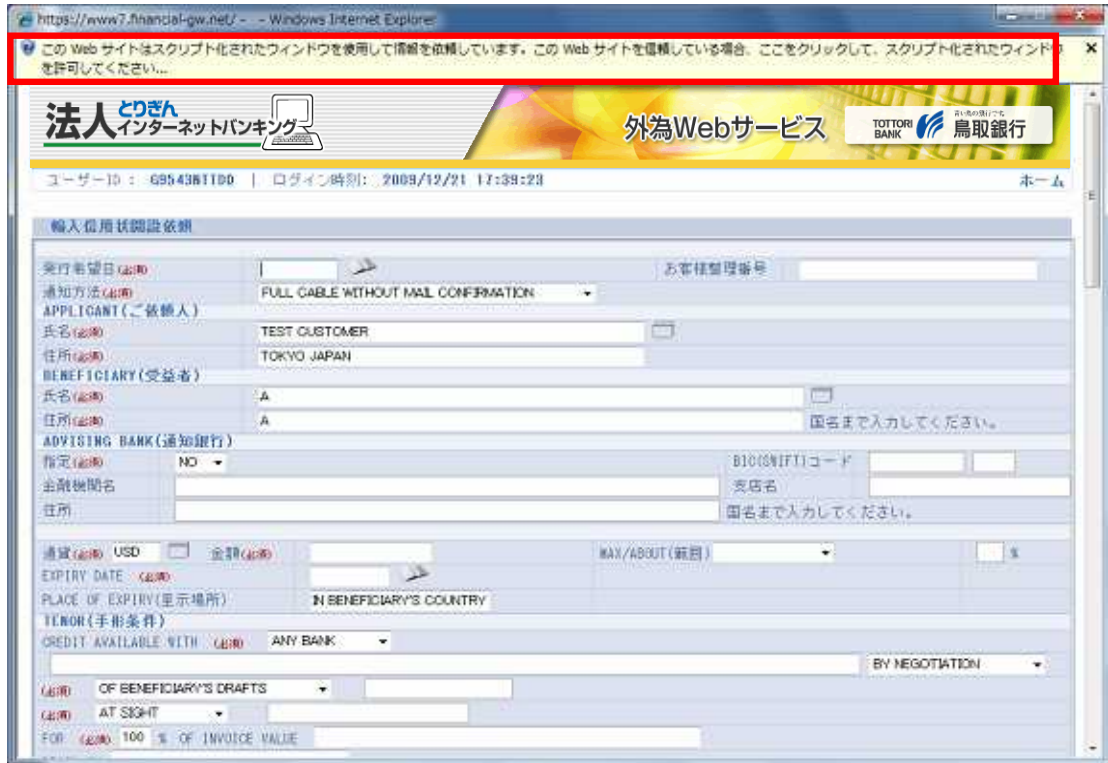 https://www7.financial-gw.net/ - - Windows Internet Explorer
この Web サイトはスクリプト化されたウィンドウを使用して情報を依頼しています。この Web サイトを信頼している場合、ここをクリックして、スクリプト化されたウィンドウ
を許可してください...
法人とりぎんインターネットバンキング
外為Webサービス TOTTORI BANK 鳥取銀行
ユーザーID : | ログイン時刻: 2009/12/21 17:39:23 ホーム
輸入信用状開設依頼
発行希望日(必須) お客様整理番号
通知方法(必須) FULL CABLE WITHOUT MAIL CONFIRMATION
APPLICANT(ご依頼人)
氏名(必須) TEST CUSTOMER
住所(必須) TOKYO JAPAN
BENEFICIARY(受益者)
氏名(必須) A
住所(必須) A 国名まで入力してください。
ADVISING BANK(通知銀行)
指定(必須) NO BIC(SWIFT)コード
金融機関名 支店名
住所 国名まで入力してください。
通貨(必須) USD 金額(必須) MAX/ABOUT(範囲) %
EXPIRY DATE (必須)
PLACE OF EXPIRY(呈示場所) IN BENEFICIARY'S COUNTRY
TENOR(手形条件)
CREDIT AVAILABLE WITH (必須) ANY BANK
BY NEGOTIATION
(必須) OF BENEFICIARY'S DRAFTS
(必須) AT SIGHT
FOR (必須) 100 % OF INVOICE VALUE